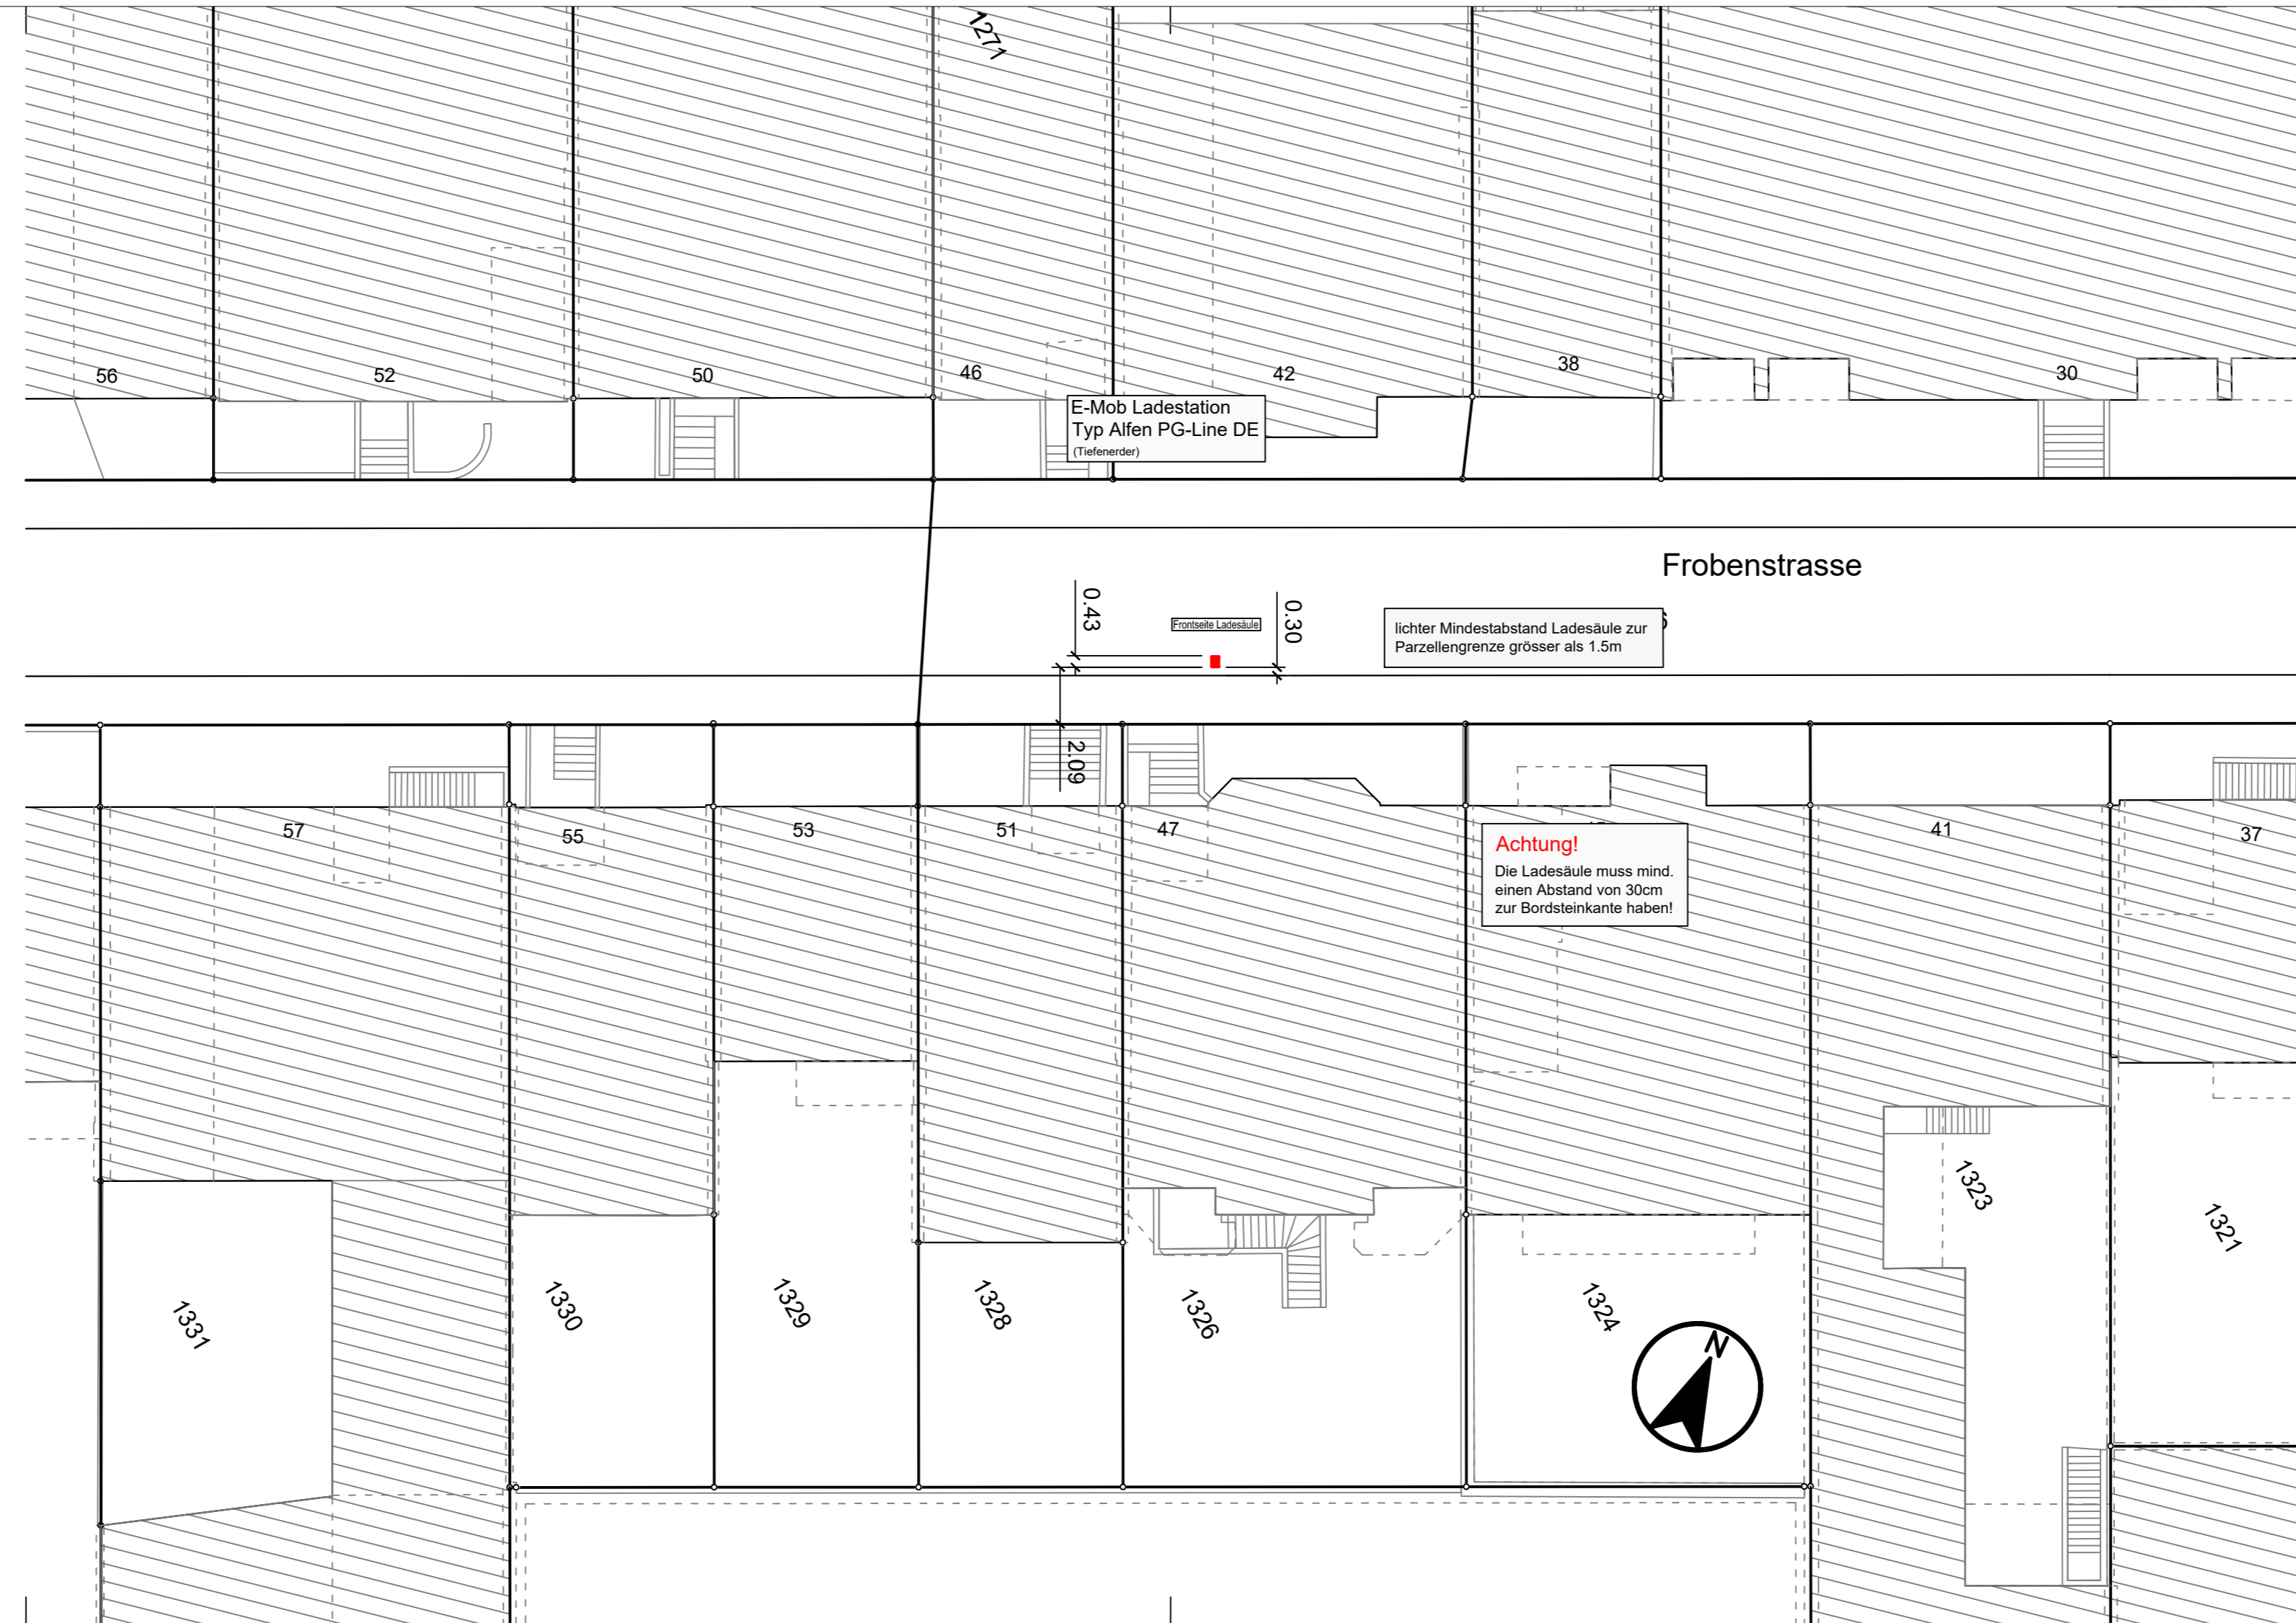 1271
56
52
50
46
42
38
30
E-Mob Ladestation
Typ Alfen PG-Line DE
(Tiefenerder)
Frobenstrasse
0.43
Frontseite Ladesäule
0.30
lichter Mindestabstand Ladesäule zur
Parzellengrenze grösser als 1.5m
2.09
57
55
53
51
47
41
37
Achtung!
Die Ladesäule muss mind.
einen Abstand von 30cm
zur Bordsteinkante haben!
1323
1321
1331
1330
1329
1328
1326
1324
N